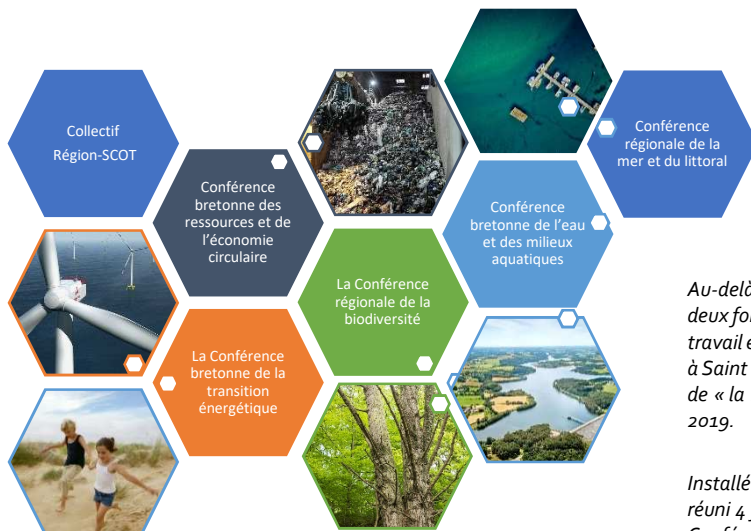 Collectif
Région-SCOT
Conférence
bretonne des
ressources et de
l'économie
circulaire
Conférence
régionale de la
mer et du littoral
Conférence
bretonne de l'eau
et des milieux
aquatiques
La Conférence
régionale de la
biodiversité
La Conférence
bretonne de la
transition
énergétique
Au-delà
deux fo
travail e
à Saint
de « la
2019.
Installé
réuni 4